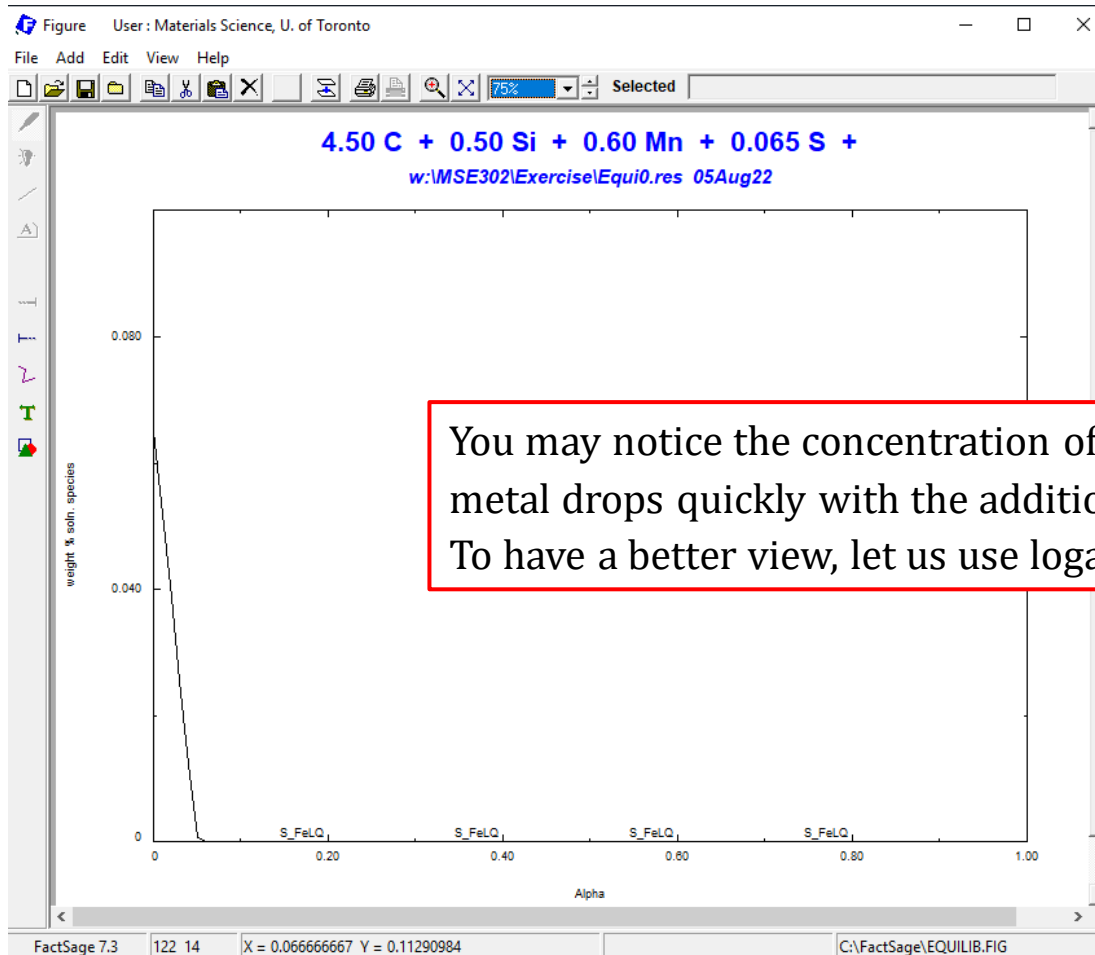 Figure User : Materials Science, U. of Toronto
File Add Edit View Help
75% Selected
4.50 C + 0.50 Si + 0.60 Mn + 0.065 S +
w:\MSE302\Exercise\Equi0.res 05Aug22
0.080
You may notice the concentration of
metal drops quickly with the additio
To have a better view, let us use loga
weight % soln. species
0.040
0
S_FeLQ S_FeLQ S_FeLQ S_FeLQ
0 0.20 0.40 0.60 0.80 1.00
Alpha
FactSage 7.3 122 14 X = 0.066666667 Y = 0.11290984 C:\FactSage\EQUILIB.FIG